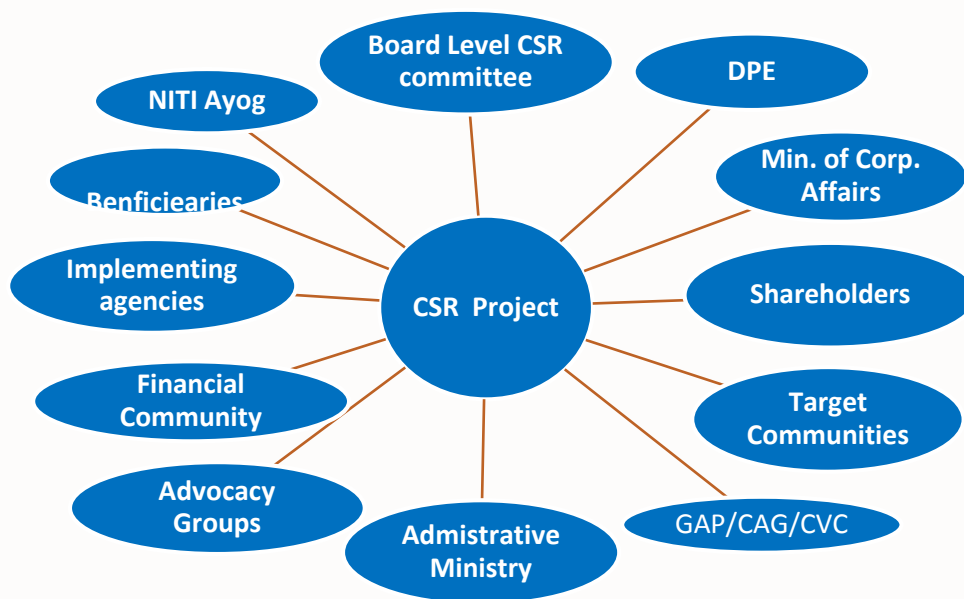 Board Level CSR
committee
DPE
NITI Ayog
Min. of Corp.
Affairs
Benficiearies
Implementing
agencies
CSR Project
Shareholders
Financial
Community
Target
Communities
Advocacy
Groups
Admistrative
Ministry
GAP/CAG/CVC